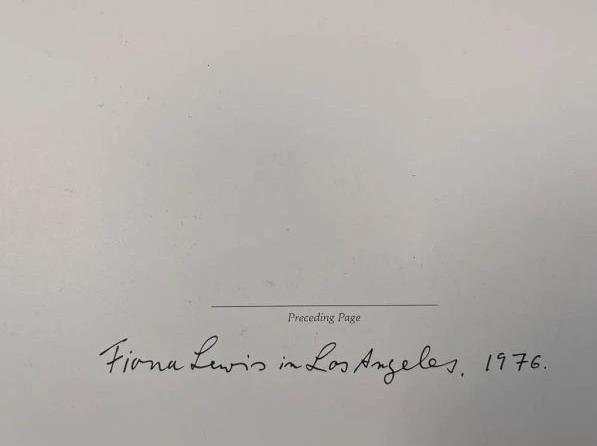 Preceding Page
Fiona Lewis in Los Angeles, 1976.